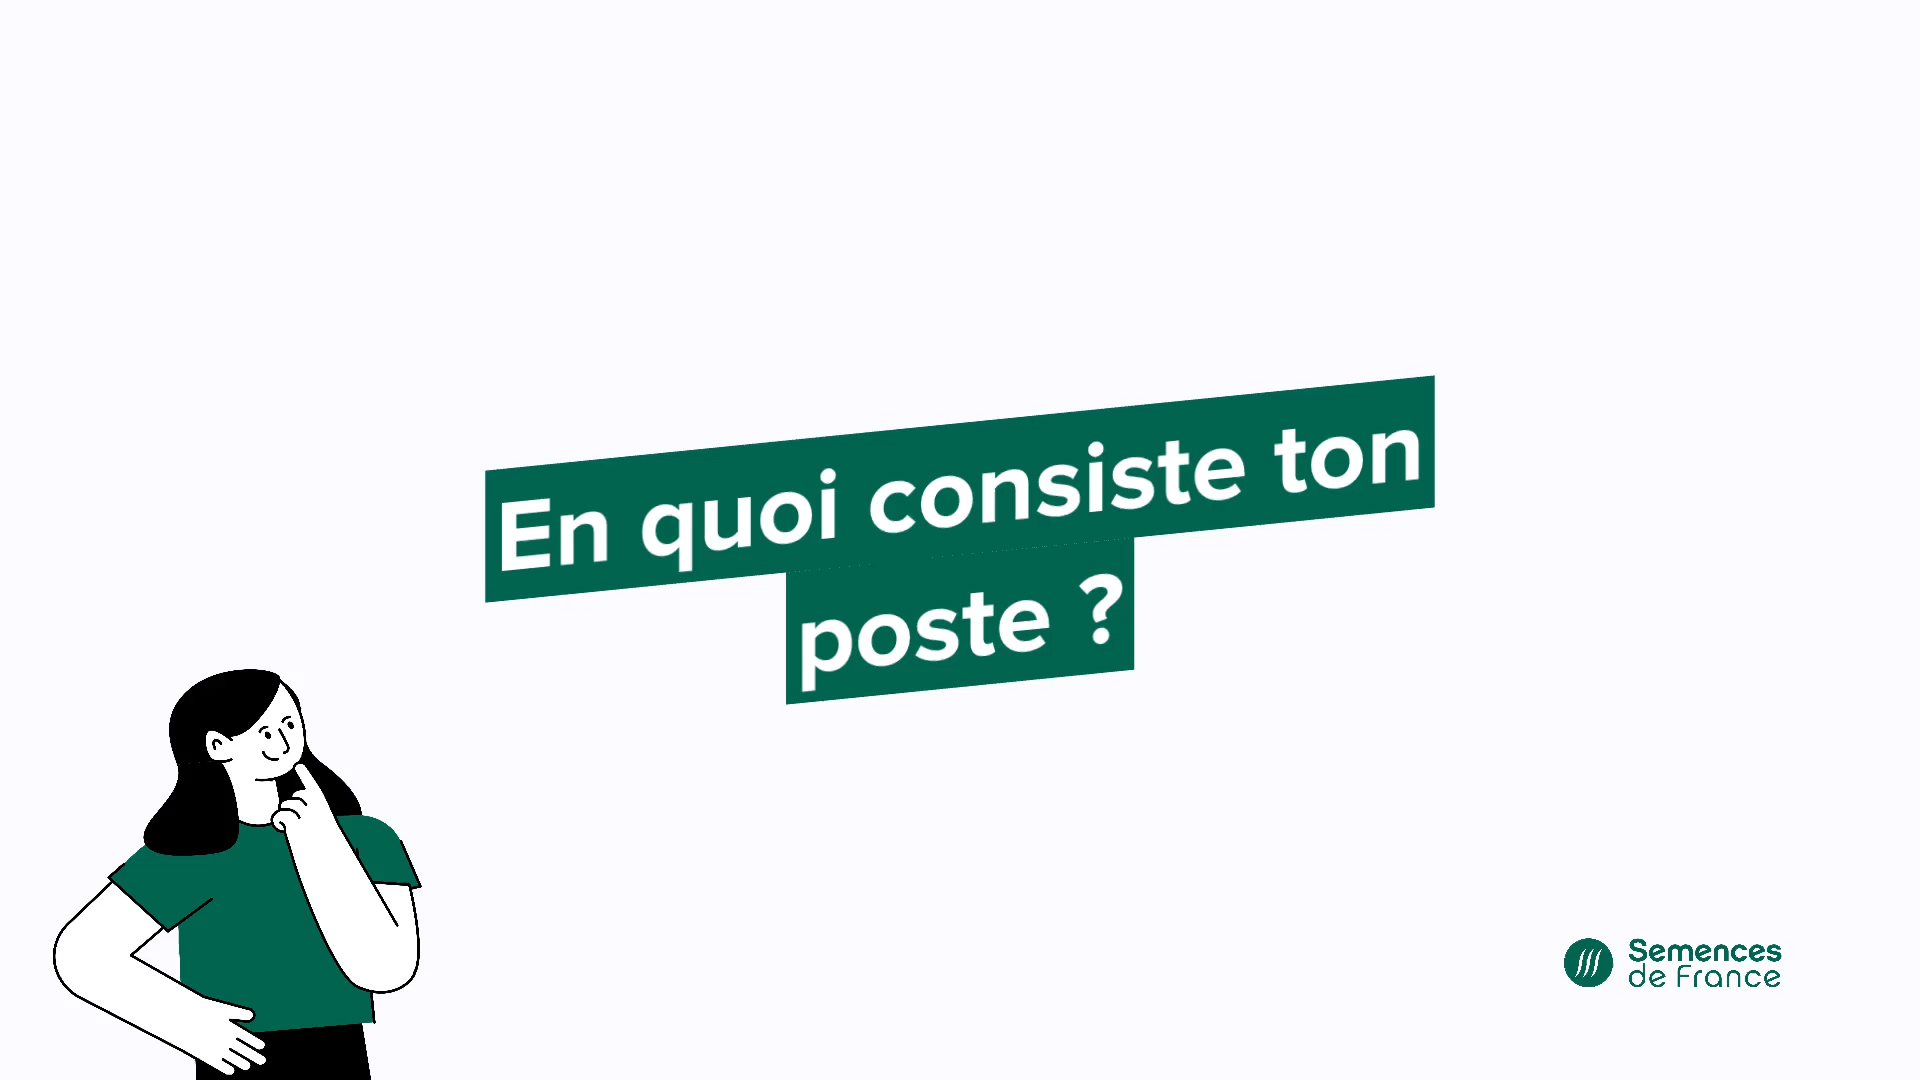 En quoi consiste ton
poste ?
Semences
de France